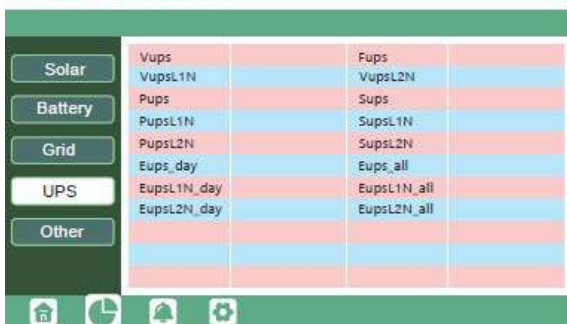 Solar
Battery
Grid
UPS
Other
Vups Fups
VupsL1N VupsL2N
Pups Sups
PupsL1N SupsL1N
PupsL2N SupsL2N
Eups_day Eups_all
EupsL1N_day EupsL1N_all
EupsL2N_day EupsL2N_all